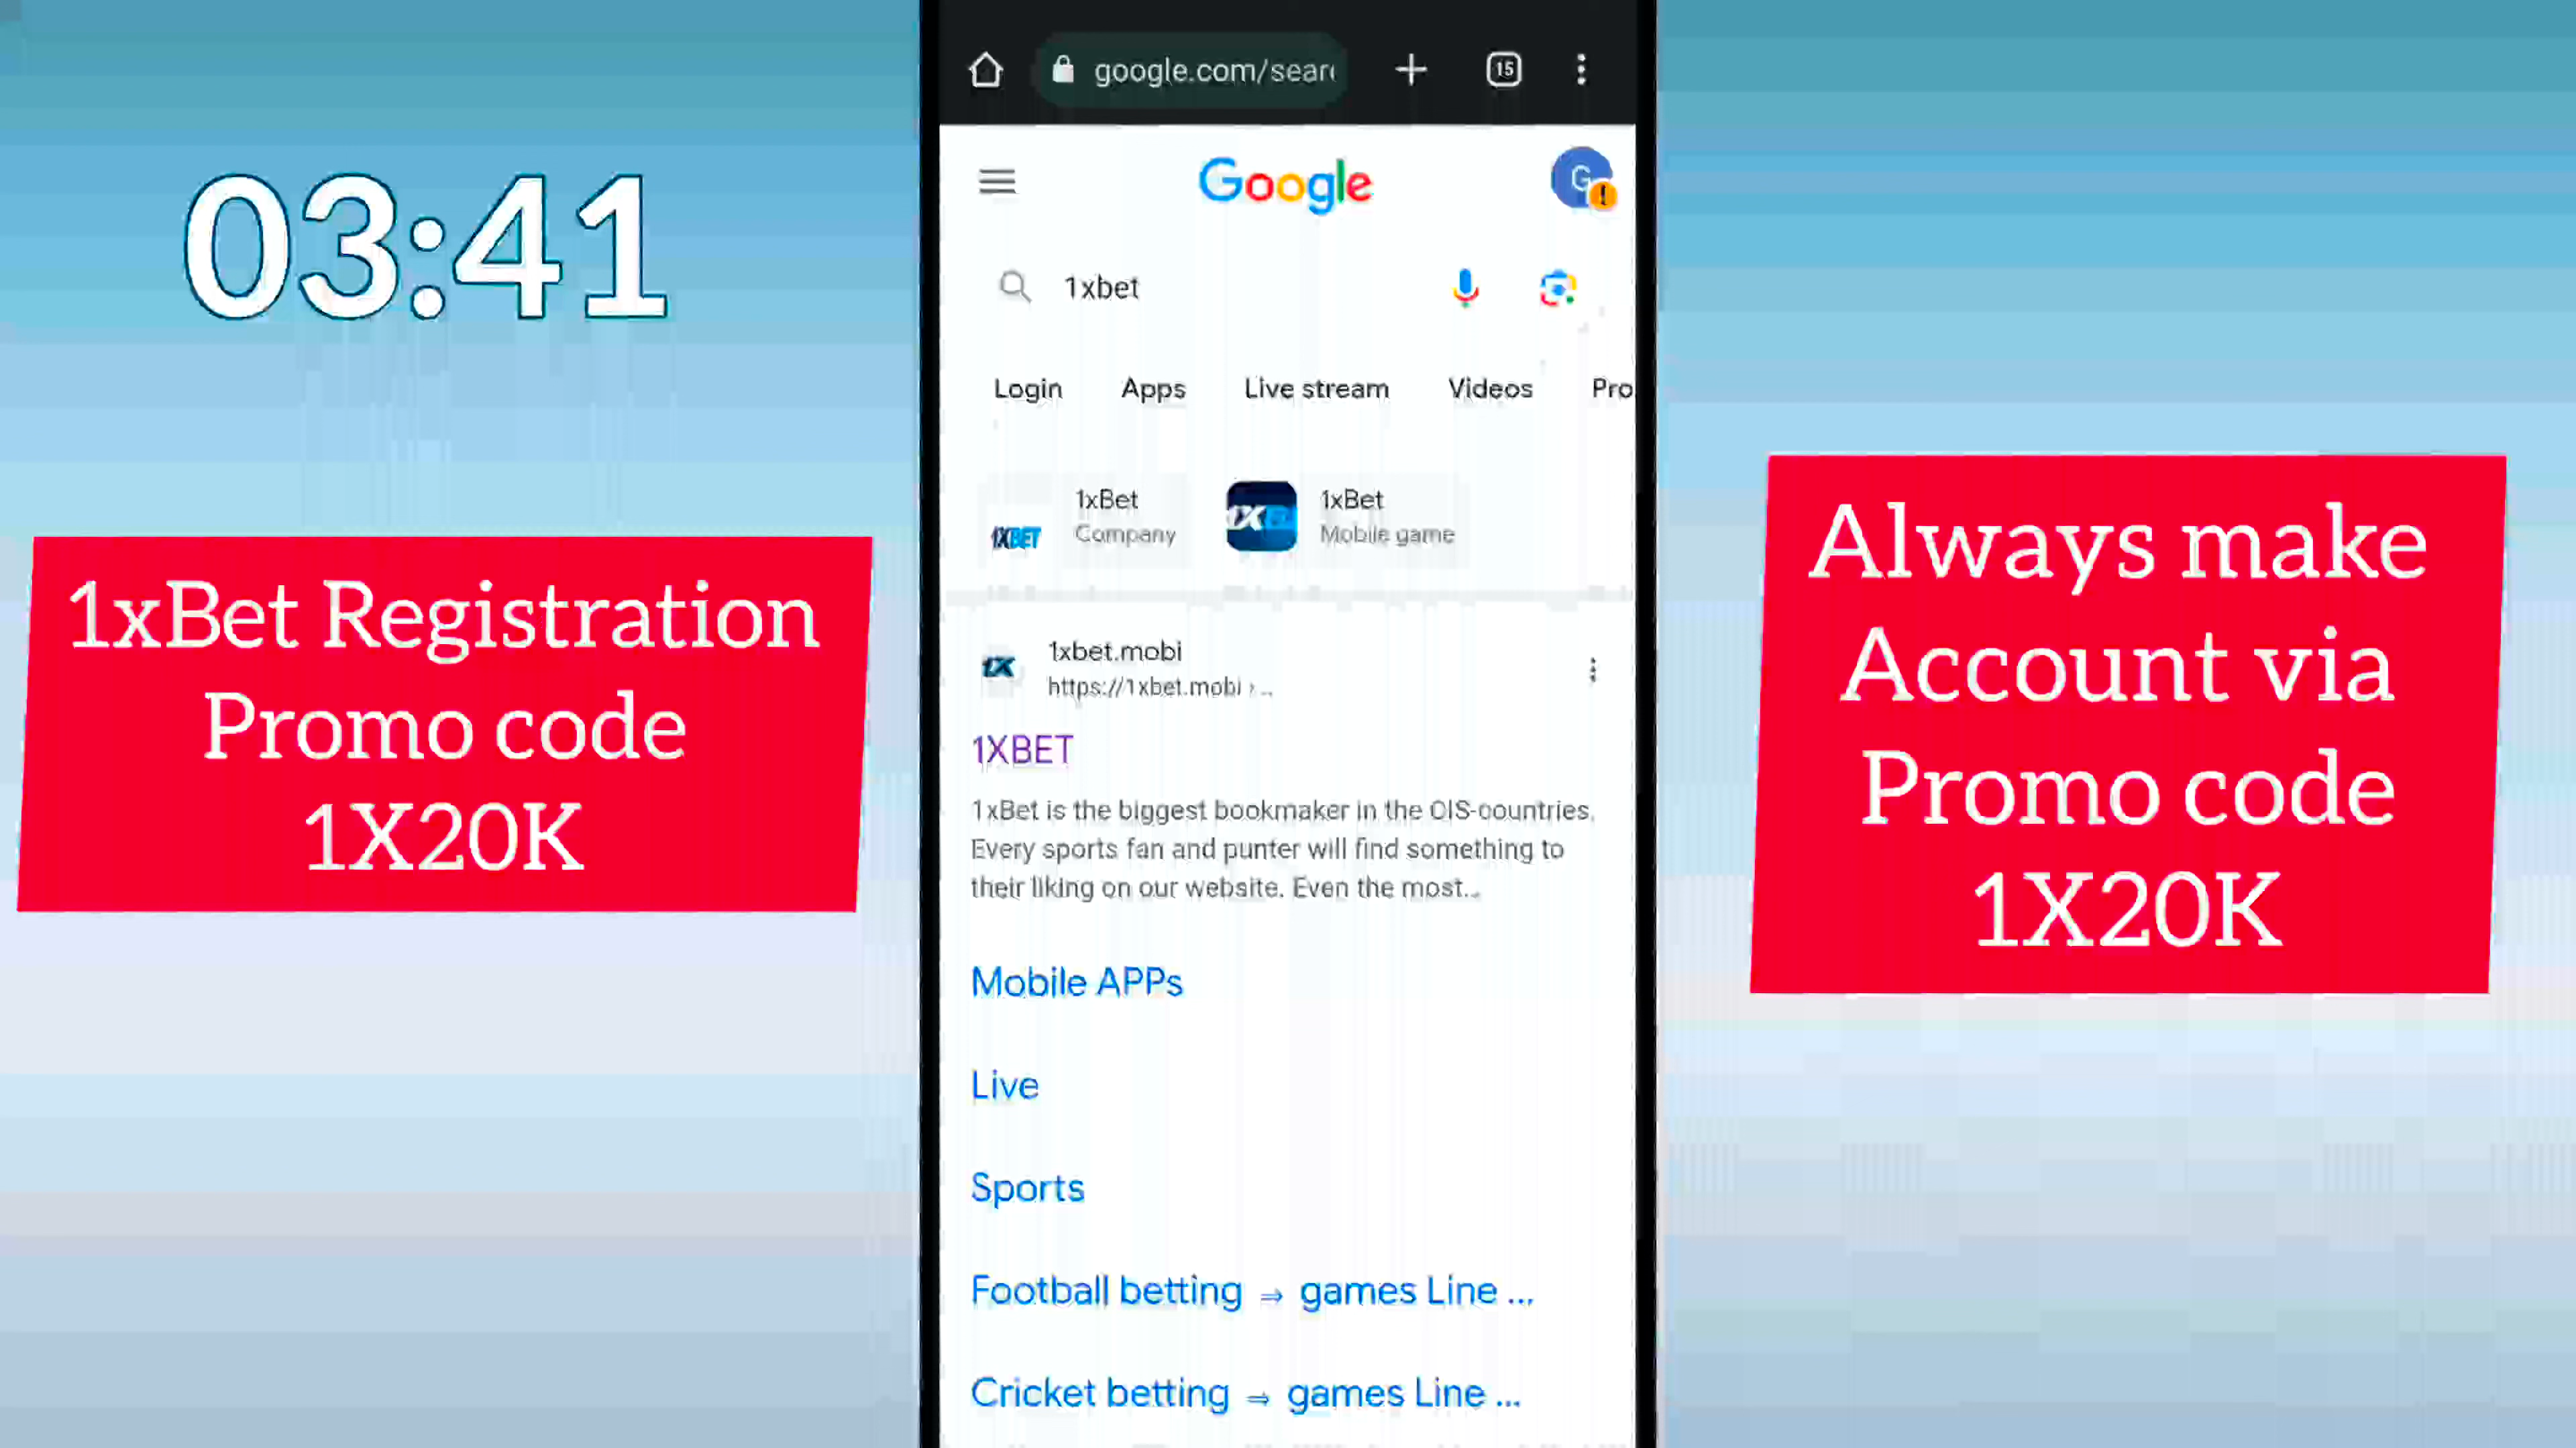 google.com/sear
15
Google
G
03:41
1xbet
Login Apps Live stream Videos Pro
1xBet
Company
1XBET
1xBet
Mobile game
1xBet Registration
Promo code
1X20K
Always make
Account via
Promo code
1X20K
1X
1xbet.mobi
https://1xbet.mobi › ...
1XBET
1xBet is the biggest bookmaker in the CIS-countries.
Every sports fan and punter will find something to
their liking on our website. Even the most...
Mobile APPs
Live
Sports
Football betting ⇒ games Line ...
Cricket betting ⇒ games Line ...